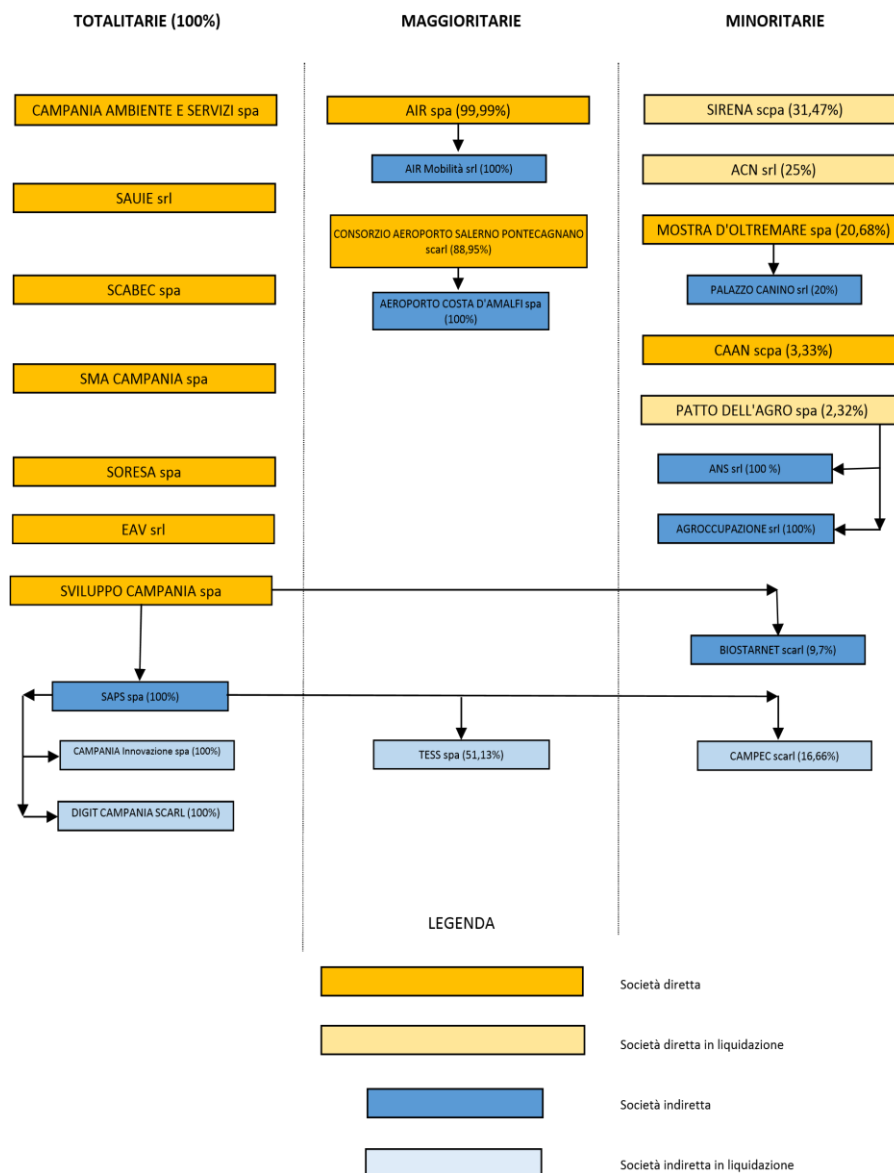 TOTALITARIE (100%)
MAGGIORITARIE
MINORITARIE
CAMPANIA AMBIENTE E SERVIZI spa
SAUIE srl
SCABEC spa
SMA CAMPANIA spa
SORESA spa
EAV srl
SVILUPPO CAMPANIA spa
SAPS spa (100%)
CAMPANIA Innovazione spa (100%)
DIGIT CAMPANIA SCARL (100%)
AIR spa (99,99%)
AIR Mobilità srl (100%)
CONSORZIO AEROPORTO SALERNO PONTECAGNANO
scarl (88,95%)
AEROPORTO COSTA D'AMALFI spa
(100%)
TESS spa (51,13%)
SIRENA scpa (31,47%)
ACN srl (25%)
MOSTRA D'OLTREMARE spa (20,68%)
PALAZZO CANINO srl (20%)
CAAN scpa (3,33%)
PATTO DELL'AGRO spa (2,32%)
ANS srl (100 %)
AGROCCUPAZIONE srl (100%)
BIOSTARNET scarl (9,7%)
CAMPEC scarl (16,66%)
LEGENDA
Società diretta
Società diretta in liquidazione
Società indiretta
Società indiretta in liquidazione